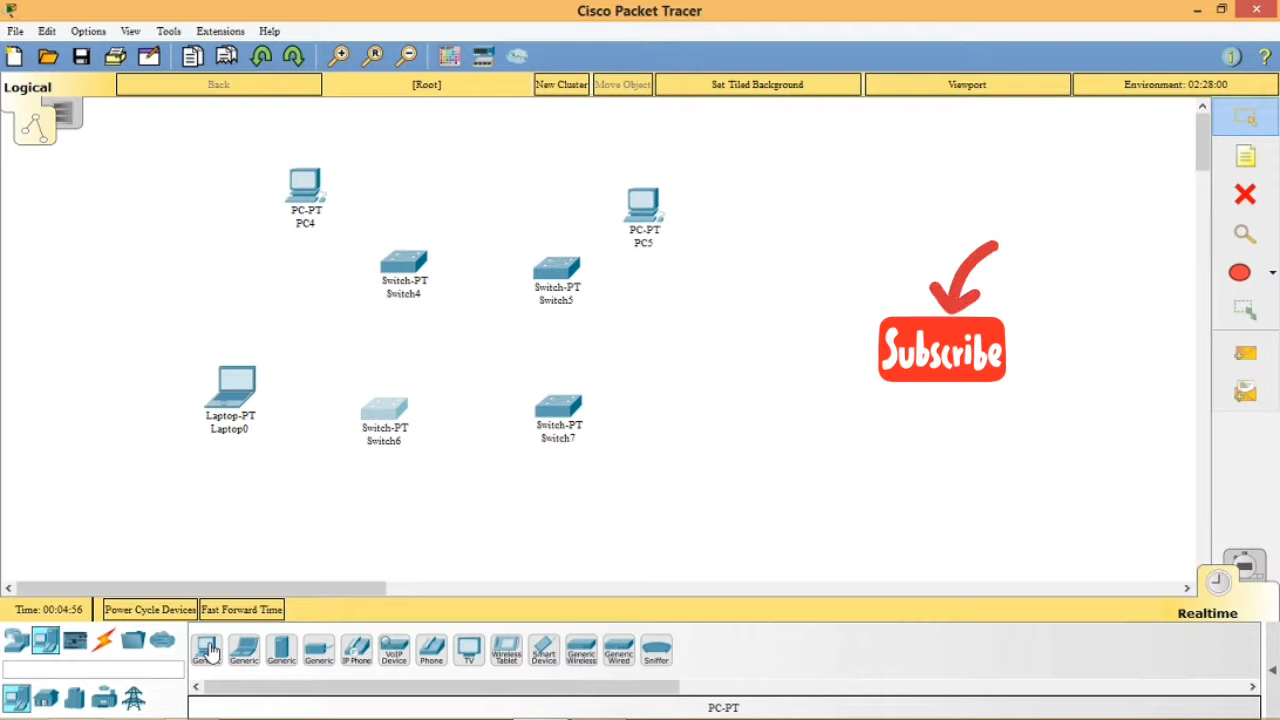 Cisco Packet Tracer
File Edit Options View Tools Extensions Help
Logical
Back
[Root]
New Cluster
Move Object
Set Tiled Background
Viewport
Environment: 02:28:00
PC-PT
PC4
PC-PT
PC5
Switch-PT
Switch4
Switch-PT
Switch5
Subscribe
Laptop-PT
Laptop0
Switch-PT
Switch6
Switch-PT
Switch7
Time: 00:04:56
Power Cycle Devices
Fast Forward Time
Realtime
Generic
Generic
Generic
IP Phone
VoIP
Device
Phone
TV
Wireless
Tablet
Smart
Device
Generic
Wireless
Generic
Wired
Sniffer
PC-PT